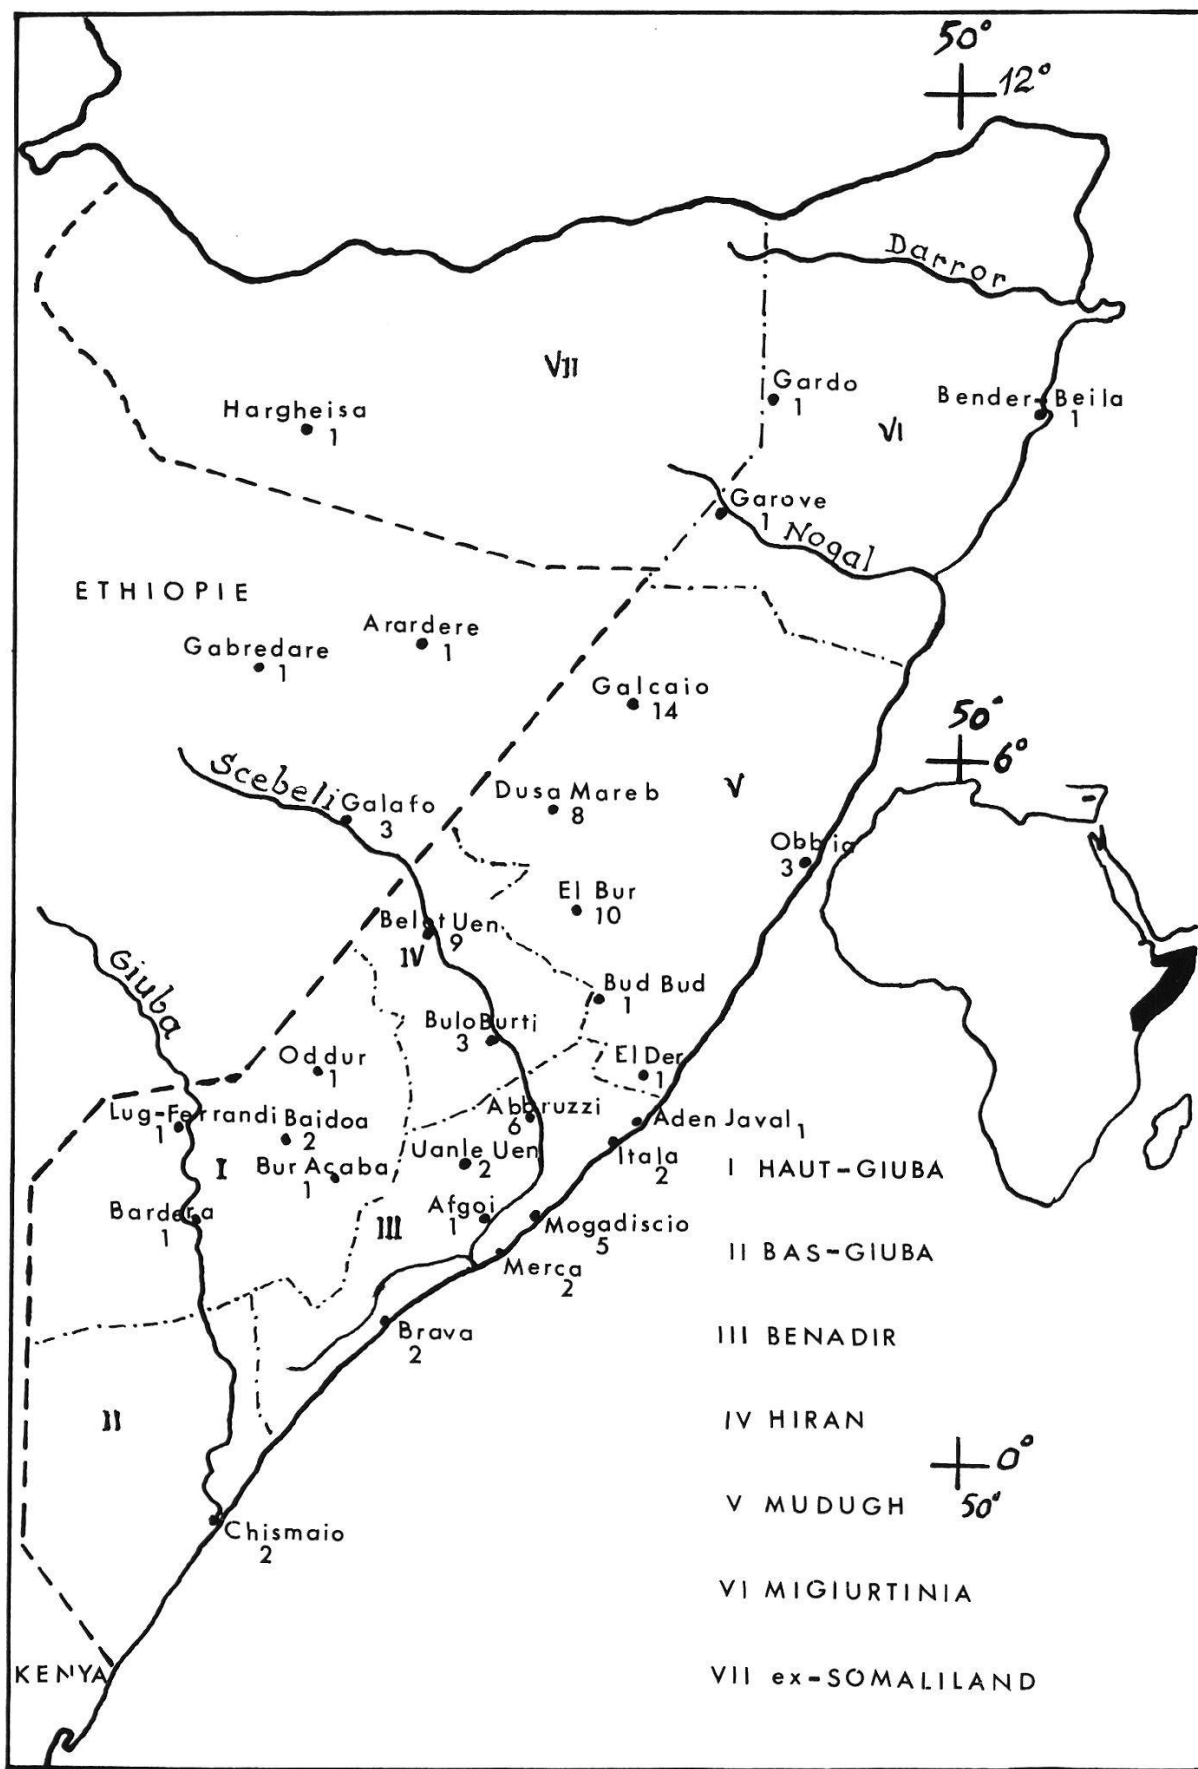 50°
12°
Darror
VII
Gardo
1
Bender-Beila
1
Hargheisa
1
VI
Garove
1
Nogal
ETHIOPIE
Arardere
1
Gabredare
1
Galcaio
14
50°
6°
Scebeli
Galafo
3
Dusa Mareb
8
V
Obbia
3
El Bur
10
Belet Uen
9
IV
Giuba
Bud Bud
1
Bulo Burti
3
Oddur
1
El Der
1
Lug-Ferrandi
1
Baidoa
2
Abbruzzi
6
Aden Javal
1
Uanle Uen
2
Itala
2
I
Bur Acaba
1
I HAUT-GIUBA
Bardera
1
III
Afgoi
1
Mogadiscio
5
Merca
2
II BAS-GIUBA
Brava
2
III BENADIR
II
IV HIRAN
0°
50°
V MUDUGH
Chismaio
2
VI MIGIURTINIA
KENYA
VII ex-SOMALILAND